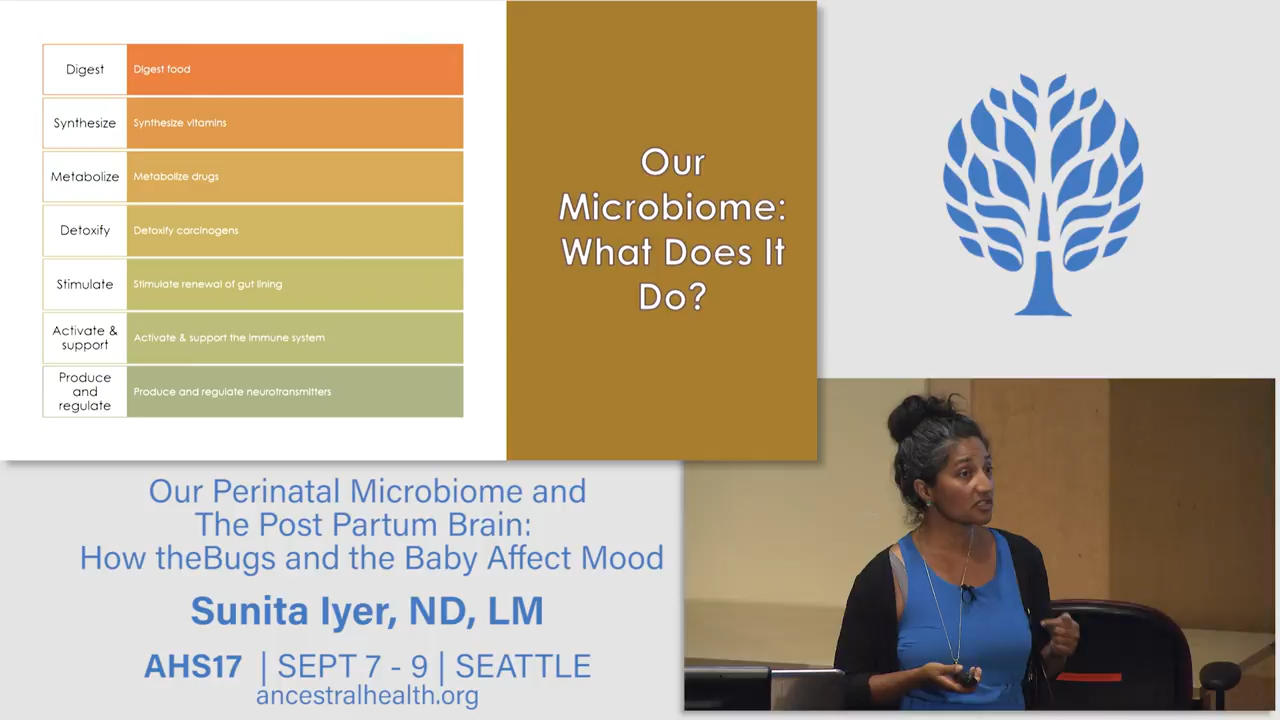 Digest
Digest food
Synthesize
Synthesize vitamins
Metabolize
Metabolize drugs
Detoxify
Detoxify carcinogens
Stimulate
Stimulate renewal of gut lining
Activate &
support
Activate & support the immune system
Produce
and
regulate
Produce and regulate neurotransmitters
Our
Microbiome:
What Does It
Do?
Our Perinatal Microbiome and
The Post Partum Brain:
How theBugs and the Baby Affect Mood
Sunita Iyer, ND, LM
AHS17 | SEPT 7 - 9 | SEATTLE
ancestralhealth.org